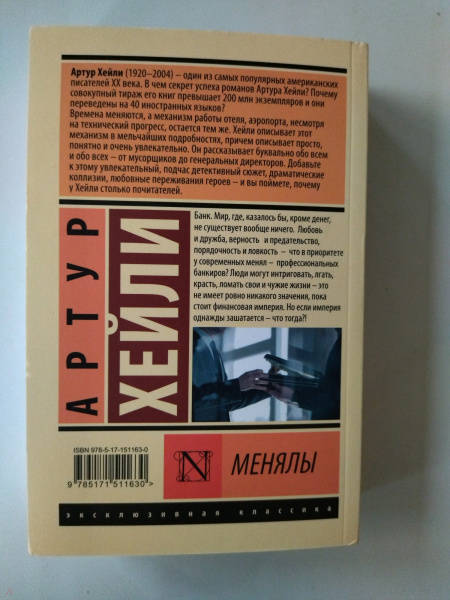 Артур Хейли (1920–2004) – один из самых популярных американских
писателей XX века. В чем секрет успеха романов Артура Хейли? Почему
совокупный тираж его книг превышает 200 млн экземпляров и они
переведены на 40 иностранных языков?
Времена меняются, а механизм работы отеля, аэропорта, несмотря
на технический прогресс, остается тем же. Хейли описывает этот
механизм в мельчайших подробностях, причем описывает просто,
понятно и очень увлекательно. Он рассказывает буквально обо всем
и обо всех – от мусорщиков до генеральных директоров. Добавьте
к этому увлекательный, подчас детективный сюжет, драматические
коллизии, любовные переживания героев – и вы поймете, почему
у Хейли столько почитателей.
АРТУР
ХЕЙЛИ
Банк. Мир, где, казалось бы, кроме денег,
не существует вообще ничего. Любовь
и дружба, верность и предательство,
порядочность и ловкость – что в приоритете
у современных менял – профессиональных
банкиров? Люди могут интриговать, лгать,
красть, ломать свои и чужие жизни – это
не имеет ровно никакого значения, пока
стоит финансовая империя. Но если империя
однажды зашатается – что тогда?!
ISBN 978-5-17-151163-0
9 785171 511630 >
N
МЕНЯЛЫ
эксклюзивная классика